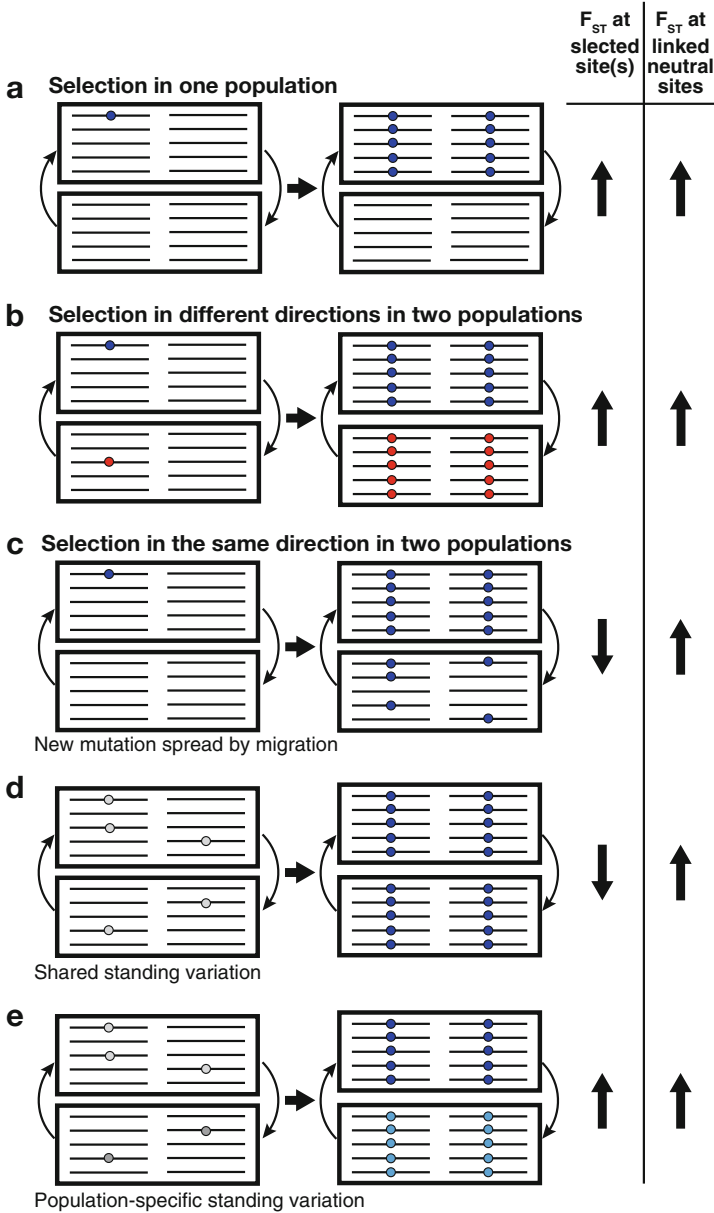 F_ST at
slected
site(s)
F_ST at
linked
neutral
sites
a Selection in one population
b Selection in different directions in two populations
c Selection in the same direction in two populations
New mutation spread by migration
d
Shared standing variation
e
Population-specific standing variation